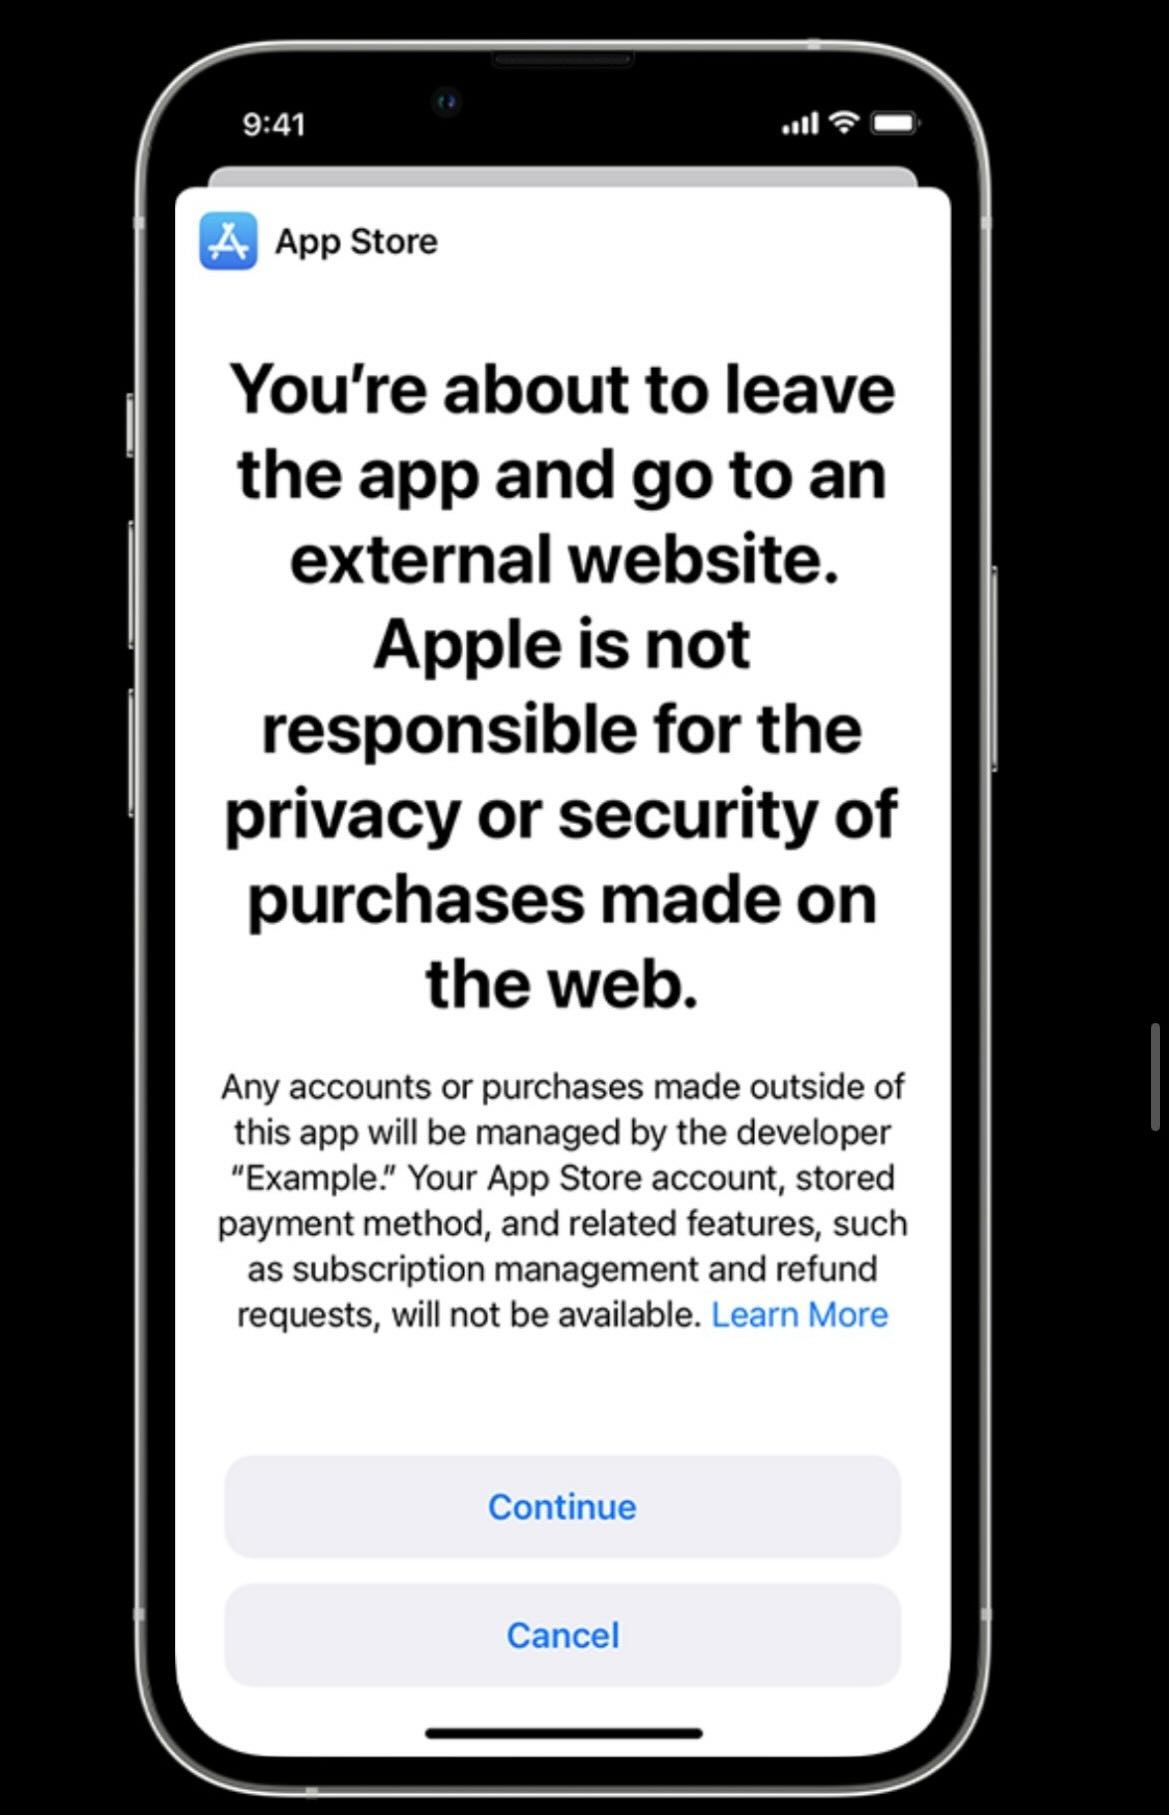 9:41
App Store
You’re about to leave
the app and go to an
external website.
Apple is not
responsible for the
privacy or security of
purchases made on
the web.
Any accounts or purchases made outside of
this app will be managed by the developer
“Example.” Your App Store account, stored
payment method, and related features, such
as subscription management and refund
requests, will not be available. Learn More
Continue
Cancel